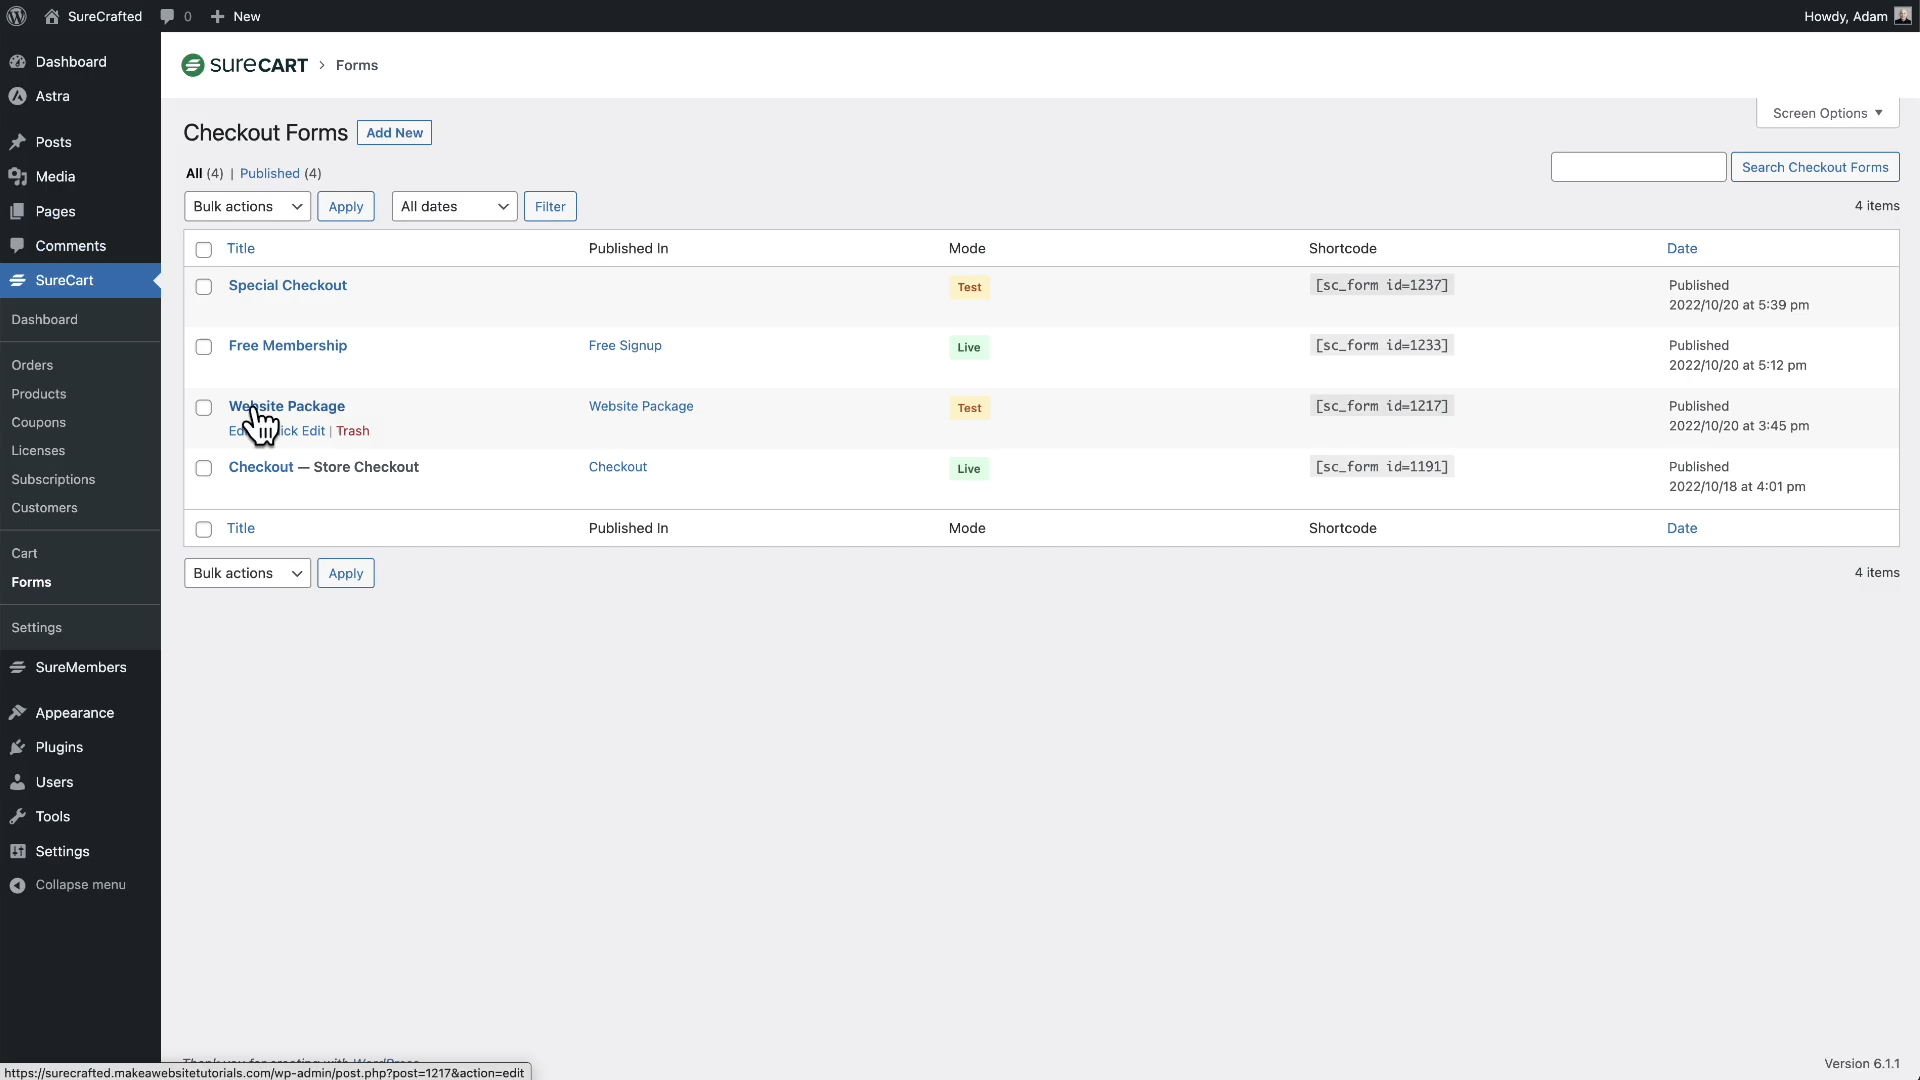 SureCrafted 0 New Howdy, Adam
Dashboard
Astra
Posts
Media
Pages
Comments
SureCart
Dashboard
Orders
Products
Coupons
Licenses
Subscriptions
Customers
Cart
Forms
Settings
SureMembers
Appearance
Plugins
Users
Tools
Settings
Collapse menu
SURECART > Forms
Screen Options
Checkout Forms Add New
All (4) | Published (4)
Search Checkout Forms
Bulk actions Apply All dates Filter 4 items
Title Published In Mode Shortcode Date
Special Checkout Test [sc_form id=1237] Published
2022/10/20 at 5:39 pm
Free Membership Free Signup Live [sc_form id=1233] Published
2022/10/20 at 5:12 pm
Website Package Website Package Test [sc_form id=1217] Published
Edit | Trash 2022/10/20 at 3:45 pm
Checkout — Store Checkout Checkout Live [sc_form id=1191] Published
2022/10/18 at 4:01 pm
Title Published In Mode Shortcode Date
Bulk actions Apply 4 items
Version 6.1.1
https://surecrafted.makeawebsitetutorials.com/wp-admin/post.php?post=1217&action=edit